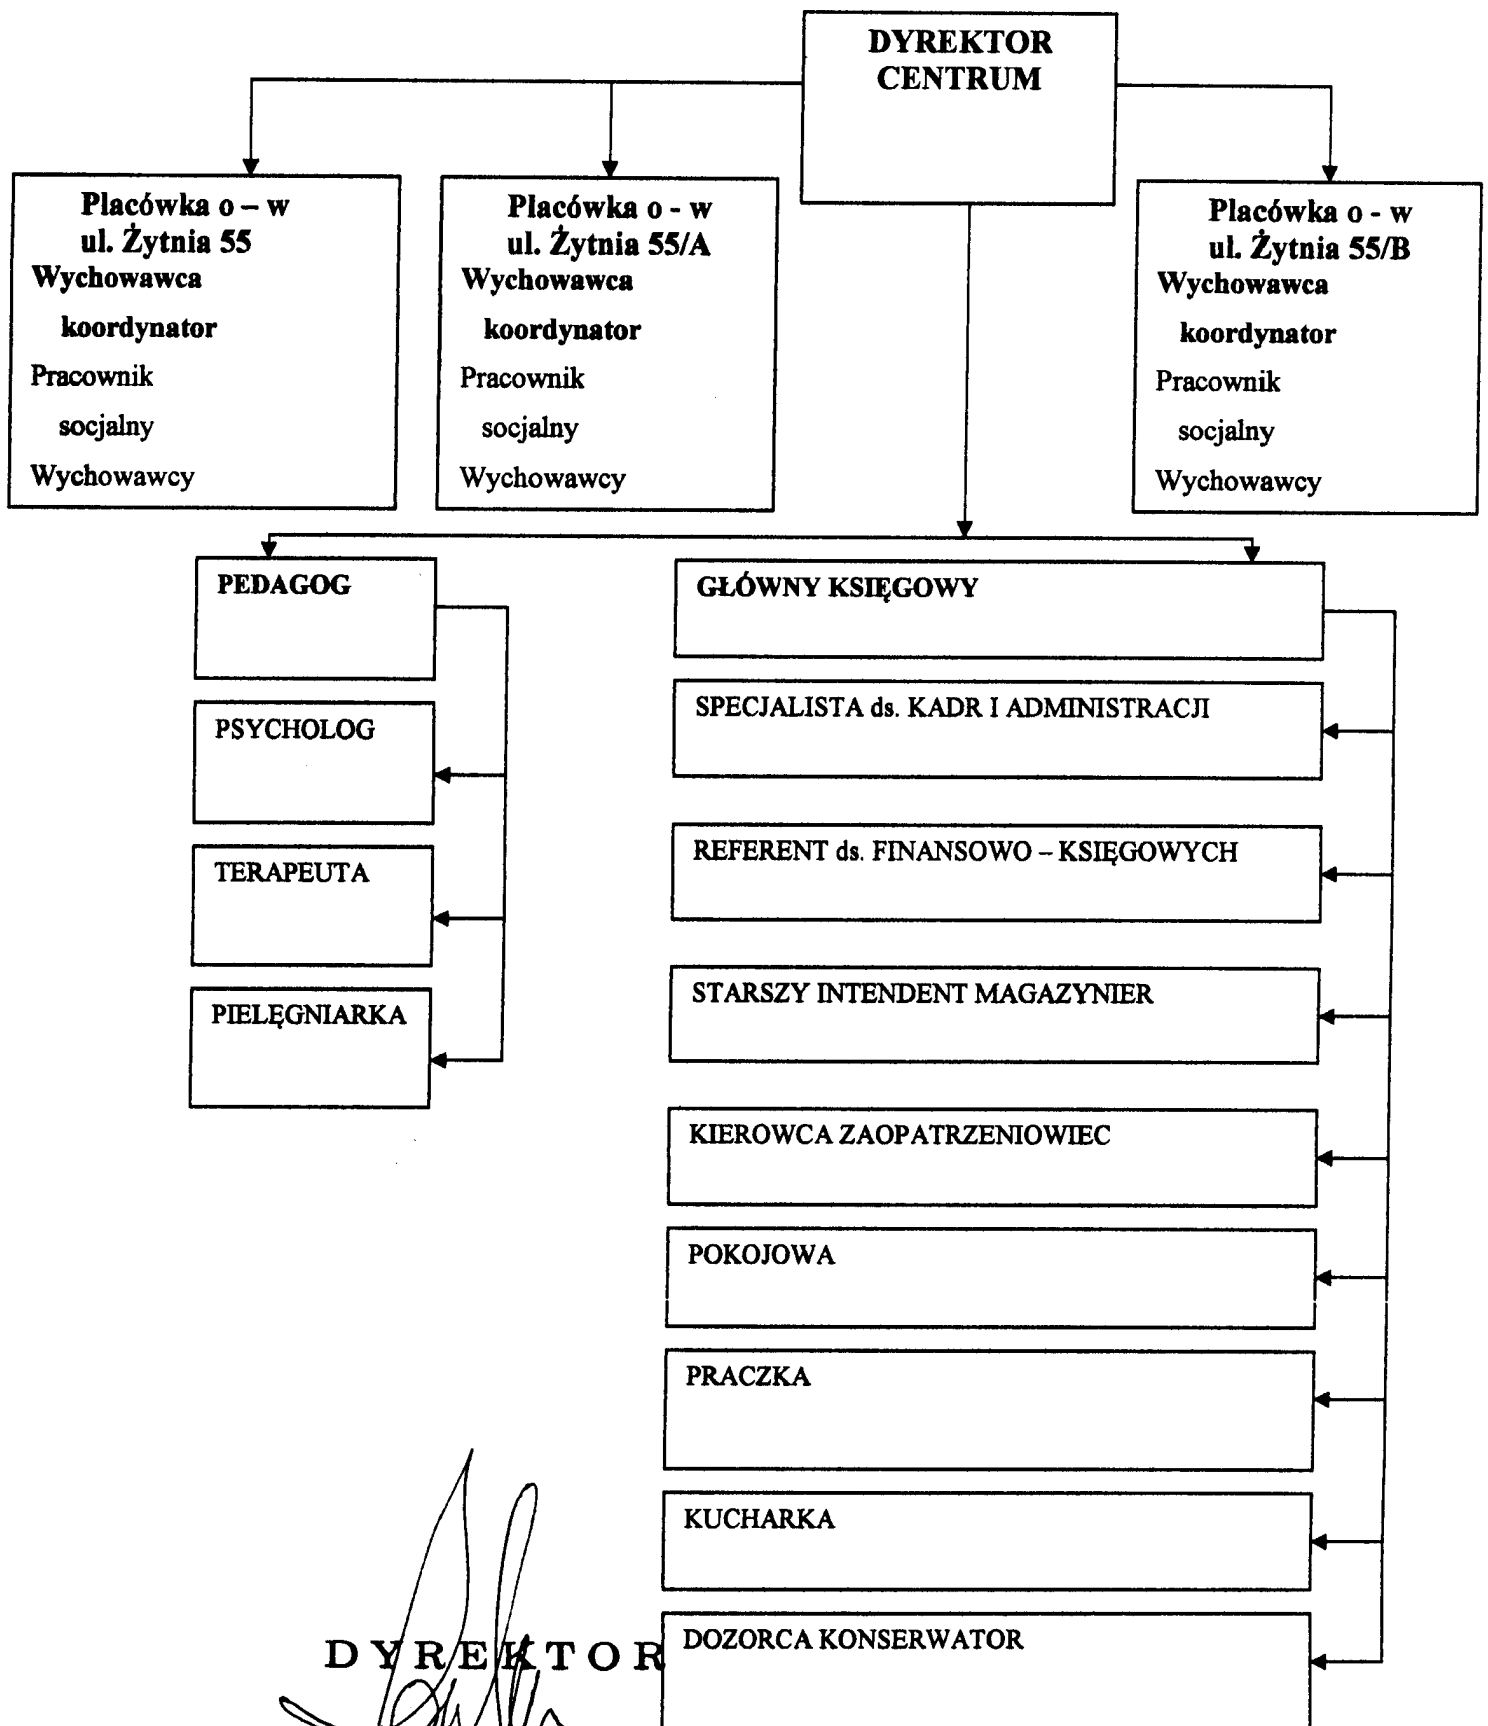 DYREKTOR
CENTRUM
Placówka o – w
ul. Żytnia 55
Wychowawca
koordynator
Pracownik
socjalny
Wychowawcy
Placówka o - w
ul. Żytnia 55/A
Wychowawca
koordynator
Pracownik
socjalny
Wychowawcy
Placówka o - w
ul. Żytnia 55/B
Wychowawca
koordynator
Pracownik
socjalny
Wychowawcy
PEDAGOG
PSYCHOLOG
TERAPEUTA
PIELĘGNIARKA
GŁÓWNY KSIĘGOWY
SPECJALISTA ds. KADR I ADMINISTRACJI
REFERENT ds. FINANSOWO – KSIĘGOWYCH
STARSZY INTENDENT MAGAZYNIER
KIEROWCA ZAOPATRZENIOWIEC
POKOJOWA
PRACZKA
KUCHARKA
DOZORCA KONSERWATOR
DYREKTOR